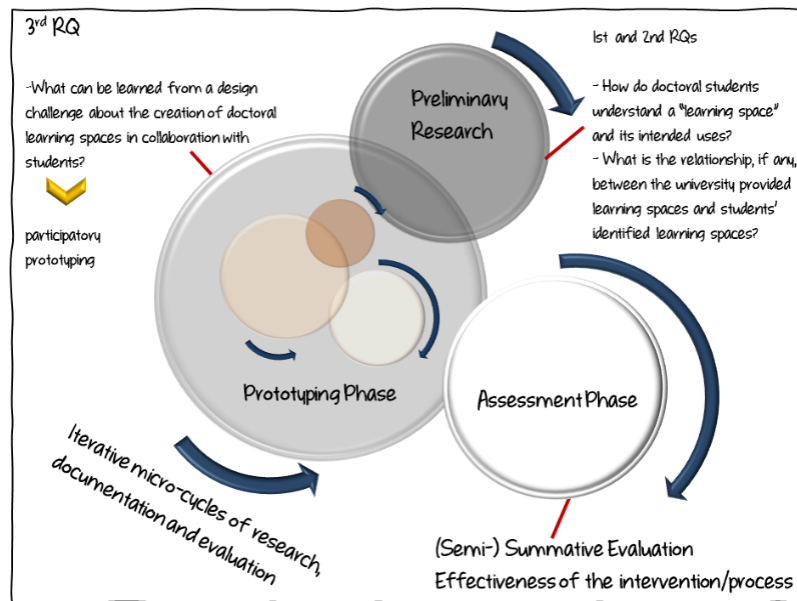 3rd RQ
-What can be learned from a design
challenge about the creation of doctoral
learning spaces in collaboration with
students?
participatory
prototyping
Preliminary
Research
1st and 2nd RQs
- How do doctoral students
understand a "learning space"
and its intended uses?
- What is the relationship, if any,
between the university provided
learning spaces and students'
identified learning spaces?
Prototyping Phase
Assessment Phase
Iterative micro-cycles of research,
documentation and evaluation
(Semi-) Summative Evaluation
Effectiveness of the intervention/process